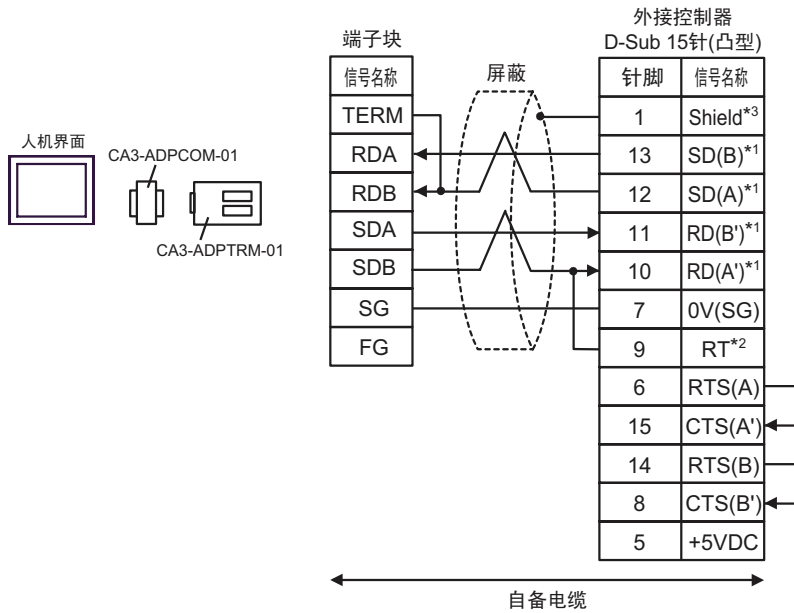 外接控制器
端子块
D-Sub 15针(凸型)
信号名称
屏蔽
针脚
信号名称
TERM
1
Shield*3
人机界面
CA3-ADPCOM-01
RDA
13
SD(B)*1
RDB
12
SD(A)*1
SDA
11
RD(B')*1
CA3-ADPTRM-01
SDB
10
RD(A')*1
SG
7
0V(SG)
FG
9
RT*2
6
RTS(A)
15
CTS(A')
14
RTS(B)
8
CTS(B')
5
+5VDC
自备电缆